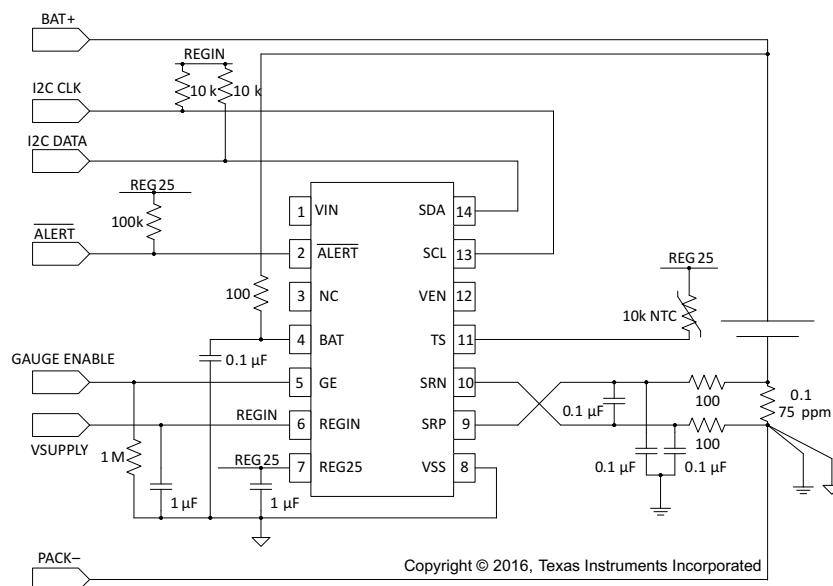 BAT+
REGIN
10 k 10 k
I2C CLK
I2C DATA
REG25
100k
ALERT
1 VIN SDA 14
2 ALERT SCL 13
3 NC VEN 12
4 BAT TS 11
5 GE SRN 10
6 REGIN SRP 9
7 REG25 VSS 8
100
0.1 µF
REG25
10k NTC
GAUGE ENABLE
REGIN
VSUPPLY
1 M
REG25
1 µF
1 µF
0.1 µF
100
100
0.1
75 ppm
0.1 µF
0.1 µF
PACK–
Copyright © 2016, Texas Instruments Incorporated